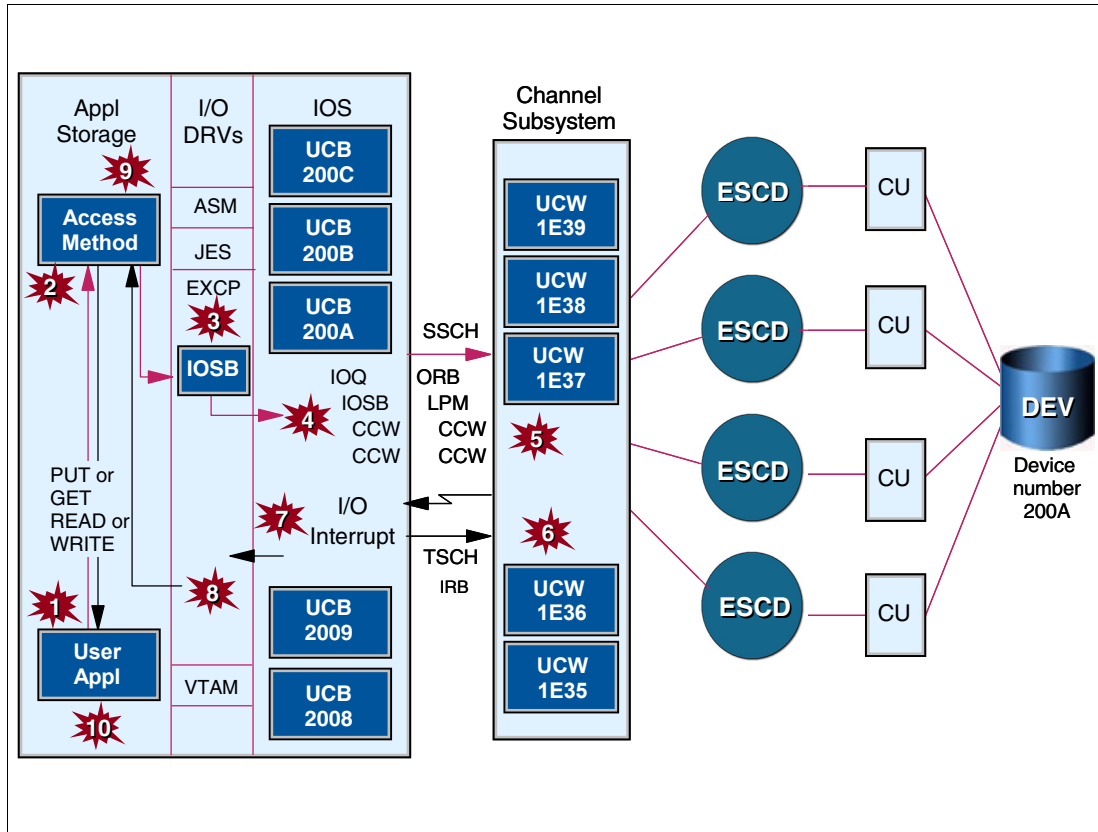 Appl
Storage
9
Access
Method
2
PUT or
GET
READ or
WRITE
1
User
Appl
10
I/O
DRVs
ASM
JES
EXCP
3
IOSB
8
VTAM
IOS
UCB
200C
UCB
200B
UCB
200A
IOQ
IOSB
CCW
CCW
4
7
I/O
Interrupt
UCB
2009
UCB
2008
SSCH
ORB
LPM
CCW
CCW
TSCH
IRB
Channel
Subsystem
UCW
1E39
UCW
1E38
UCW
1E37
5
6
UCW
1E36
UCW
1E35
ESCD
CU
ESCD
CU
ESCD
CU
ESCD
CU
DEV
Device
number
200A